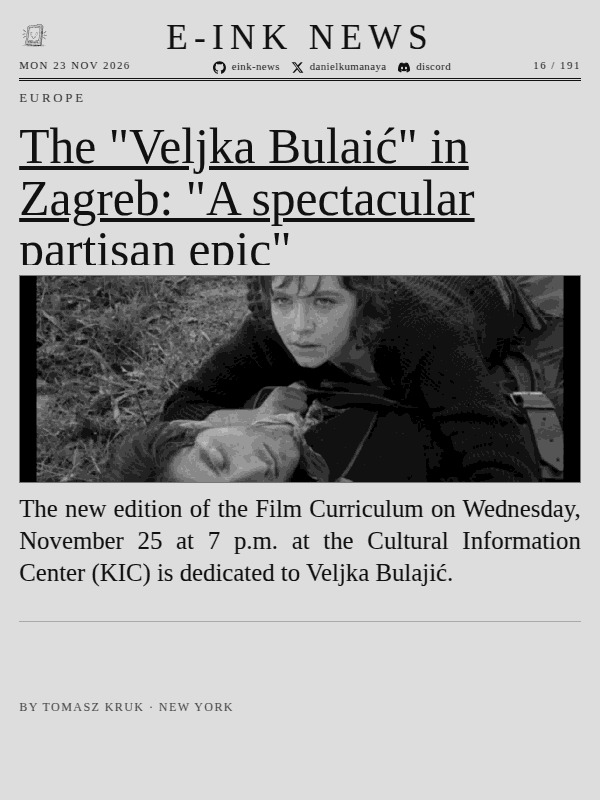 E-INK NEWS
MON 23 NOV 2026
eink-news danielkumanaya discord
16 / 191
EUROPE
The "Veljka Bulaić" in
Zagreb: "A spectacular
partisan epic"
The new edition of the Film Curriculum on Wednesday,
November 25 at 7 p.m. at the Cultural Information
Center (KIC) is dedicated to Veljka Bulajić.
BY TOMASZ KRUK · NEW YORK